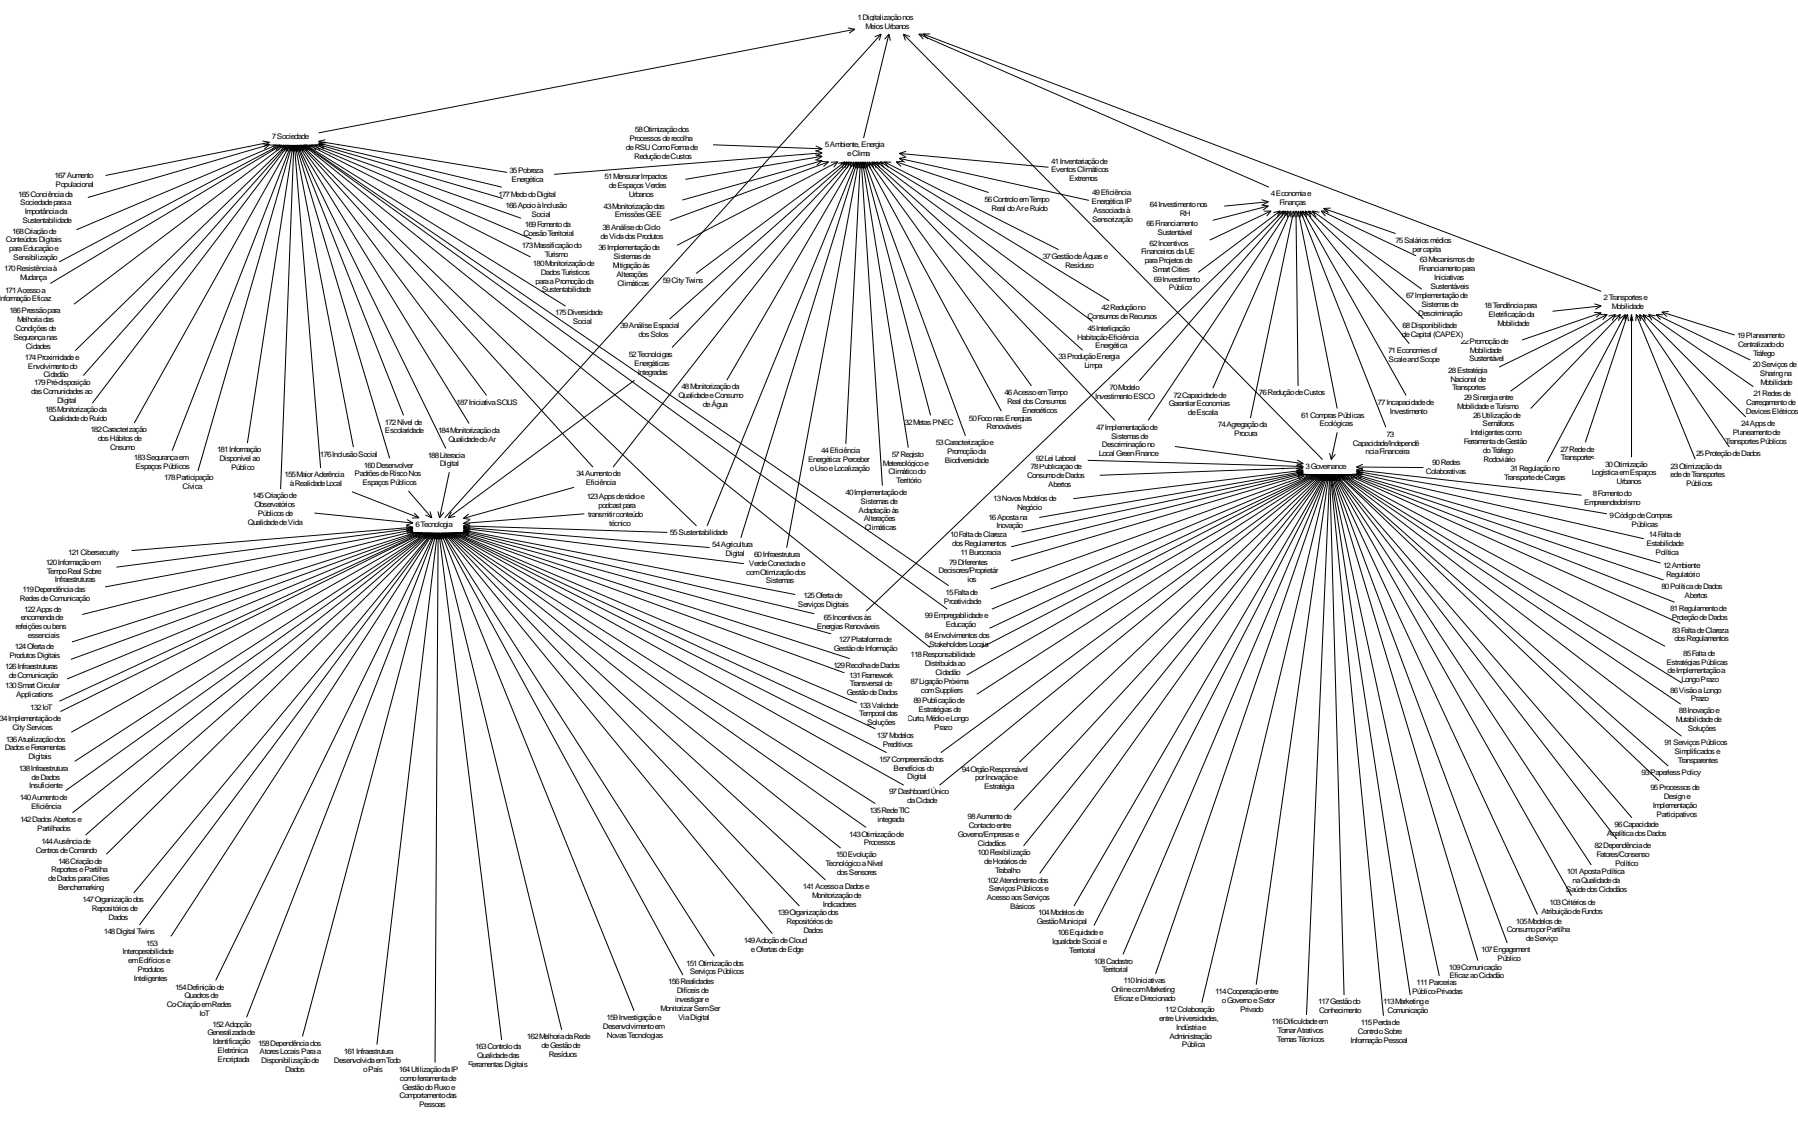 1 Digitalização nos
Meios Urbanos
7 Sociedade
5 Ambiente, Energia
e Clima
4 Economia e
Finanças
2 Transportes e
Mobilidade
3 Governance
6 Tecnologia
167 Aumento
Populacional
165 Conciência da
Sociedade para a
Importância da
Sustentabilidade
168 Criação de
Conteúdos Digitais
para Educação e
Sensibilização
170 Resistência à
Mudança
171 Acesso a
nformação Eficaz
186 Pressão para
Melhoria das
Condições de
Segurança nas
Cidades
174 Proximidade e
Envolvimento do
Cidadão
179 Pré-disposição
das Comunidades ao
Digital
185 Monitorização da
Qualidade do Ruído
182 Caracterização
dos Hábitos de
Cnsumo
183 Segurança em
Espaços Públicos
178 Participação
Cívica
181 Informação
Disponível ao
Público
176 Inclusão Social
155 Maior Aderência
à Realidade Local
160 Desenvolver
Padrões de Risco Nos
Espaços Públicos
172 Nível de
Escolaridade
188 Literacia
Digital
184 Monitorização da
Qualidade do Ar
187 Iniciativa SOLIS
145 Criação de
Observatórios
Públicos de
Qualidade de Vida
35 Pobreza
Energética
177 Medo do Digital
166 Apoio à Inclusão
Social
169 Fomento da
Coesão Territorial
173 Massificação do
Turismo
180 Monitorização de
Dados Turísticos
para a Promoção da
Sustentabilidade
175 Diversidade
Social
34 Aumento de
Eficiência
123 Apps de rádio e
podcast para
transmitir conteúdo
técnico
55 Sustentabilidade
54 Agricultura
Digital
60 Infraestrutura
Verde Conectada e
com Otimização dos
Sistemas
58 Otimização dos
Processos de recolha
de RSU Como Forma de
Redução de Custos
51 Mensurar Impactos
de Espaços Verdes
Urbanos
43 Monitorização das
Emissões GEE
38 Análise do Ciclo
de Vida dos Produtos
36 Implementação de
Sistemas de
Mitigação às
Alterações
Climáticas
59 City Twins
39 Análise Espacial
dos Solos
52 Tecnoloigas
Energáticas
Integradas
48 Monitorização da
Qualidade e Consumo
de Água
44 Eficiência
Energética: Perceber
o Uso e Localização
40 Implementação de
Sistemas de
Adaptação às
Alterações
Climáticas
57 Registo
Metereológico e
Climático do
Território
32 Metas PNEC
53 Caracterização e
Promoção da
Biodiversidade
50 Foco nas Energias
Renováveis
46 Acesso em Tempo
Real dos Consumos
Energéticos
33 Produção Energia
Limpa
45 Interligação
Habitação-Eficiência
Energética
42 Redução no
Consumos de Recursos
37 Gestão de Águas e
Resíduso
56 Controlo em Tempo
Real do Ar e Ruído
49 Eficiência
Energética IP
Associada à
Sensorização
41 Inventariação de
Eventos Climáticos
Extremos
47 Implementação de
Sistemas de
Descriminação no
Local Green Finance
64 Investimento nos
RH
66 Financiamento
Sustentável
62 Incentivos
Financeiros da UE
para Projetos de
Smart Cities
69 Investimento
Público
70 Modelo
Investimento ESCO
72 Capacidade de
Garantiar Economias
de Escala
74 Agregação da
Procura
76 Redução de Custos
61 Compras Públicas
Ecológicas
73
Capacidade/Independê
ncia Financeira
77 Incapacidade de
Investimento
71 Economies of
Scale and Scope
68 Disponibilidade
de Capital (CAPEX)
67 Implementação de
Sistemas de
Descriminação
63 Mecanismos de
Financiamento para
Iniciativas
Sustentáveis
75 Salários médios
per capita
18 Tendência para
Eletrificação da
Mobilidade
22 Promoção de
Mobilidade
Sustentável
28 Estratégia
Nacional de
Transportes
29 Sinergia entre
Mobilidade e Turismo
26 Utilização de
Semáforos
Inteligentes como
Ferramenta de Gestão
do Tráfego
Rodoviário
31 Regulação no
Transporte de Cargas
27 Rede de
Transportes
30 Otimização
Logística em Espaços
Urbanos
23 Otimização da
ede de Transportes
Públicos
25 Proteção de Dados
24 Apps de
Planeamento de
Transportes Públicos
21 Redes de
Carregamento de
Devices Elétricos
20 Serviços de
Sharing na
Mobilidade
19 Planeamento
Centralizado do
Tráfego
92 Lei Laboral
78 Publicação de
Consumo de Dados
Abertos
13 Novos Modelos de
Negócio
16 Aposta na
Inovação
10 Falta de Clareza
dos Regulamentos
11 Burocracia
79 Diferentes
Decisores/Proprietár
ios
15 Falta de
Proatividade
99 Empregabilidade e
Educação
84 Envolvimentos dos
Stakeholders Locais
118 Responsabilidade
Distribuída ao
Cidadão
87 Ligação Próxima
com Suppliers
89 Publicação de
Estratégias de
Curto, Médio e Longo
Prazo
157 Compreensão dos
Benefícios do
Digital
97 Dashboard Único
da Cidade
94 Orgão Responsável
por Inovação e
Estratégia
98 Aumento de
Contacto entre
Governo/Empresas e
Cidadãos
100 Flexibilização
de Horários de
Trabalho
102 Atendimento dos
Serviços Públicos e
Acesso aos Serviços
Básicos
104 Modelos de
Gestão Municipal
106 Equidade e
Igualdade Social e
Territorial
108 Cadastro
Territorial
110 Iniciativas
Online com Marketing
Eficaz e Direcionado
112 Colaboração
entre Universidades,
Indústria e
Administração
Pública
114 Cooperação entre
o Governo e Setor
Privado
116 Dificuldade em
Tornar Atrativos
Temas Técnicos
117 Gestão do
Conhecimento
115 Perda de
Controlo Sobre
Informação Pessoal
113 Marketing e
Comunicação
111 Parcerias
Público-Privadas
109 Comunicação
Eficaz ao Cidadão
107 Engagement
Público
105 Modelos de
Consumo por Partilha
de Serviço
103 Critérios de
Atribuição de Fundos
101 Aposta Política
na Qualidade da
Saúde dos Cidadãos
82 Dependência de
Fatores/Consenso
Político
96 Capacidade
Analítica dos Dados
95 Processos de
Design e
Implementação
Participativos
93 Paperless Policy
91 Serviços Públicos
Simplificados e
Transparentes
88 Inovação e
Mutabilidade de
Soluções
86 Visão a Longo
Prazo
85 Falta de
Estratégias Públicas
de Implementação a
Longo Prazo
83 Falta de Clareza
dos Regulamentos
81 Regulamento de
Proteção de Dados
80 Política de Dados
Abertos
12 Ambiente
Regulatório
14 Falta de
Estabilidade
Política
9 Código de Compras
Públicas
8 Fomento do
Empreendedorismo
90 Redes
Colaborativas
121 Cibersecurity
120 Informação em
Tempo Real Sobre
Infraestruturas
119 Dependência das
Redes de Comunicação
122 Apps de
encomenda de
refeições ou bens
essenciais
124 Oferta de
Produtos Digitais
126 Infraestruturas
de Comunicação
130 Smart Circular
Applications
132 IoT
34 Implementação de
City Services
136 Atualização dos
Dados e Ferramentas
Digitais
138 Infraestrutura
de Dados
Insuficiente
140 Aumento de
Eficiência
142 Dados Abertos e
Partilhados
144 Ausência de
Centros de Comando
146 Criação de
Reportes e Partilha
de Dados para Cities
Benchemarking
147 Organização dos
Repositórios de
Dados
148 Digital Twins
153
Interoperabilidade
em Edifícios e
Produtos
Inteligentes
154 Definição de
Quadros de
Co-Criação em Redes
IoT
152 Adopção
Generalizada de
Identificação
Eletrónica
Encriptada
158 Dependência dos
Atores Locais Para a
Disponibilização de
Dados
161 Infraestrutura
Desenvolvida em Todo
o País
164 Utilização da IP
como ferramenta de
Gestão do Fluxo e
Comportamento das
Pessoas
163 Controlo da
Qualidade das
Ferramentas Digitais
162 Melhoria da Rede
de Gestão de
Resíduos
159 Investigação e
Desenvolvimento em
Novas Tecnologias
156 Realidades
Difíceis de
investigar e
Monitorizar Sem Ser
Via Digital
151 Otimização dos
Serviços Públicos
149 Adoção de Cloud
e Ofertas de Edge
139 Organização dos
Repositórios de
Dados
141 Acesso a Dados e
Monitorização de
Indicadores
150 Evolução
Tecnológico a Nível
dos Sensores
143 Otimização de
Processos
135 Rede TIC
integrada
137 Modelos
Preditivos
133 Validade
Temporal das
Soluções
131 Framework
Transversal de
Gestão de Dados
129 Recolha de Dados
127 Plataforma de
Gestão de Informação
65 Incentivos às
Energias Renováveis
125 Oferta de
Serviços Digitais